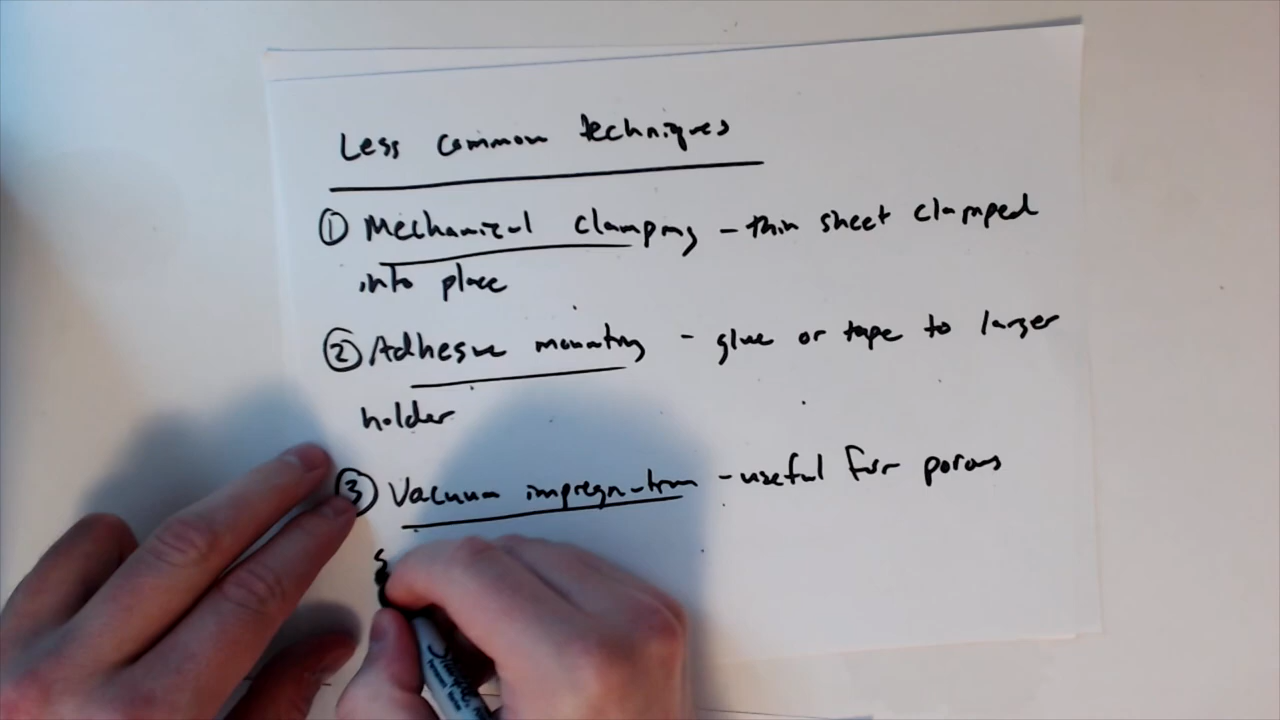 Less common techniques
① Mechanical clamping - thin sheet clamped
into place
② Adhesive mounting - glue or tape to larger
holder
③ Vacuum impregnation - useful for porous
s
Sharpie